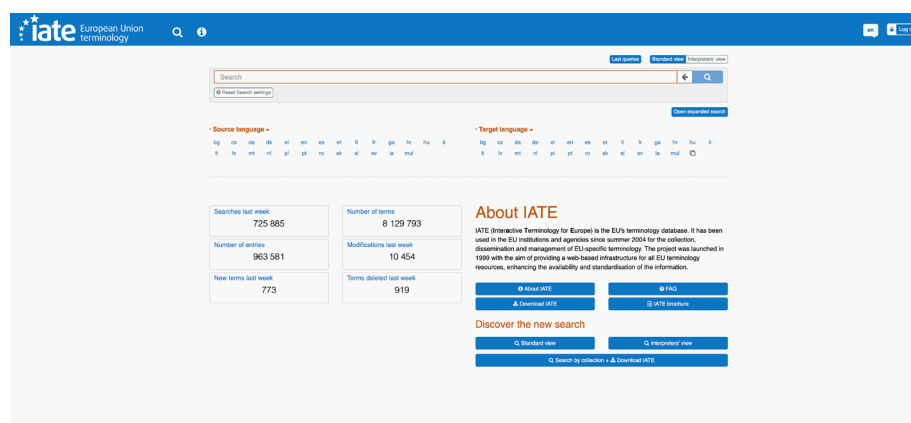 iate European Union
terminology
en
Log
Last queries
Standard view Interpreters' view
Search
Reset Search settings
Open expanded search
Source language
bg cs da de el en es et fi fr ga hr hu it
lt lv mt nl pl pt ro sk sl sv la mul
Target language
bg cs da de el en es et fi fr ga hr hu it
lt lv mt nl pl pt ro sk sl sv la mul
Searches last week
725 885
Number of terms
8 129 793
Number of entries
963 581
Modifications last week
10 454
New terms last week
773
Terms deleted last week
919
About IATE
IATE (Interactive Terminology for Europe) is the EU's terminology database. It has been
used in the EU institutions and agencies since summer 2004 for the collection,
dissemination and management of EU-specific terminology. The project was launched in
1999 with the aim of providing a web-based infrastructure for all EU terminology
resources, enhancing the availability and standardisation of the information.
About IATE
FAQ
Download IATE
IATE brochure
Discover the new search
Standard view
Interpreters' view
Search by collection + Download IATE